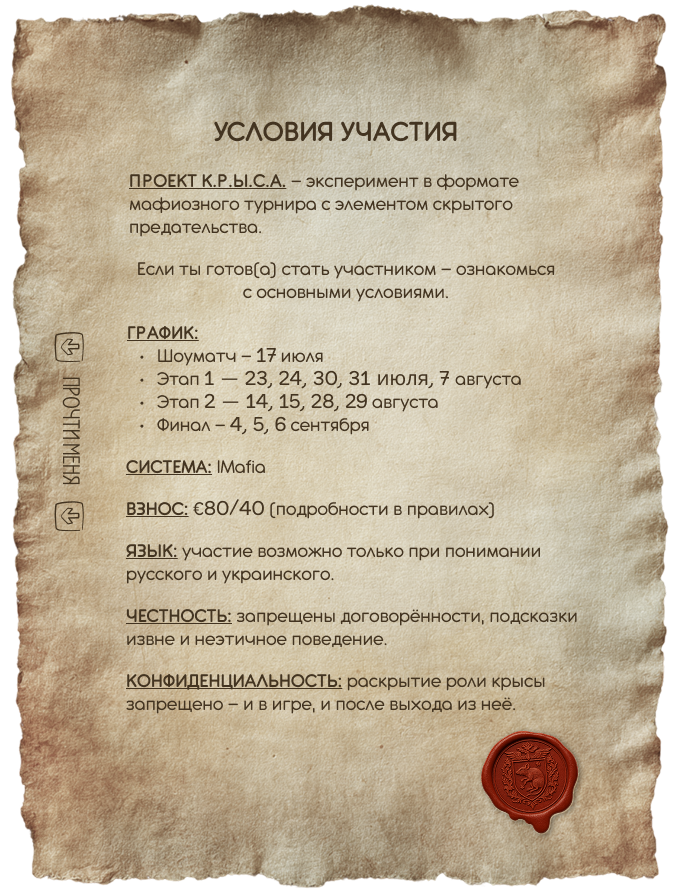 УСЛОВИЯ УЧАСТИЯ
ПРОЕКТ К.Р.Ы.С.А. – эксперимент в формате
мафиозного турнира с элементом скрытого
предательства.
Если ты готов(а) стать участником – ознакомься
с основными условиями.
ГРАФИК:
• Шоуматч – 17 июля
• Этап 1 — 23, 24, 30, 31 июля, 7 августа
• Этап 2 — 14, 15, 28, 29 августа
• Финал – 4, 5, 6 сентября
ПРОЧТИ МЕНЯ
СИСТЕМА: IMafia
ВЗНОС: €80/40 (подробности в правилах)
ЯЗЫК: участие возможно только при понимании
русского и украинского.
ЧЕСТНОСТЬ: запрещены договорённости, подсказки
извне и неэтичное поведение.
КОНФИДЕНЦИАЛЬНОСТЬ: раскрытие роли крысы
запрещено – и в игре, и после выхода из неё.